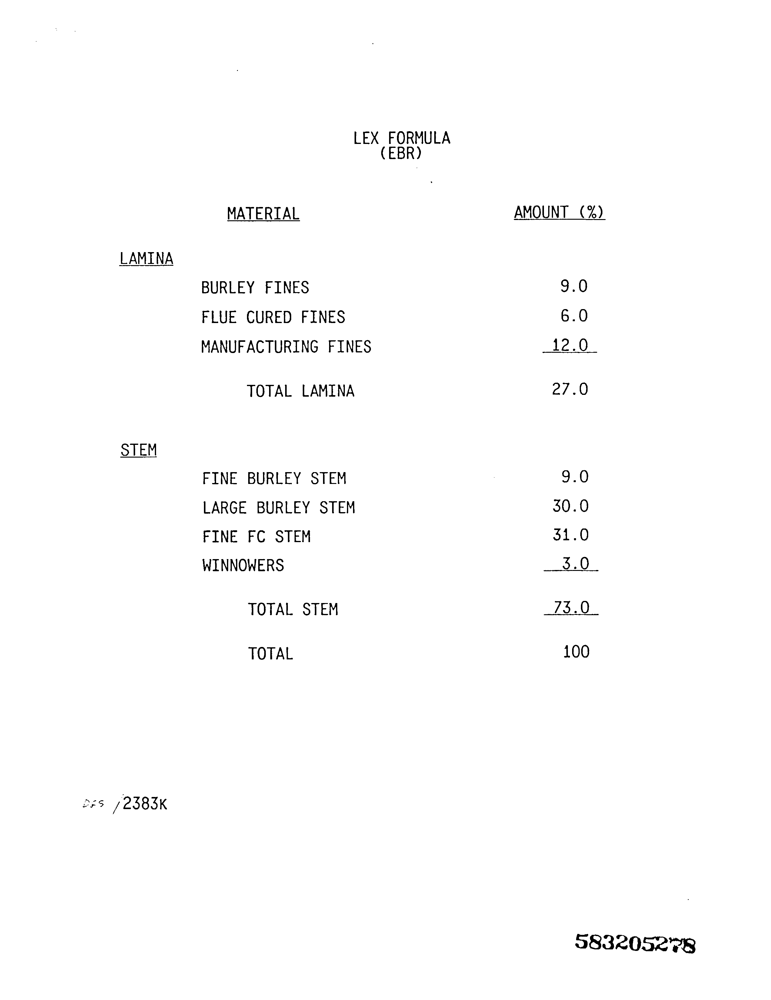 LEX FORMULA
(EBR)
MATERIAL AMOUNT (%)
LAMINA
BURLEY FINES 9.0
FLUE CURED FINES 6.0
MANUFACTURING FINES 12.0
TOTAL LAMINA 27.0
STEM
FINE BURLEY STEM 9.0
LARGE BURLEY STEM 30.0
FINE FC STEM 31.0
WINNOWERS 3.0
TOTAL STEM 73.0
TOTAL 100
/2383K
583205278